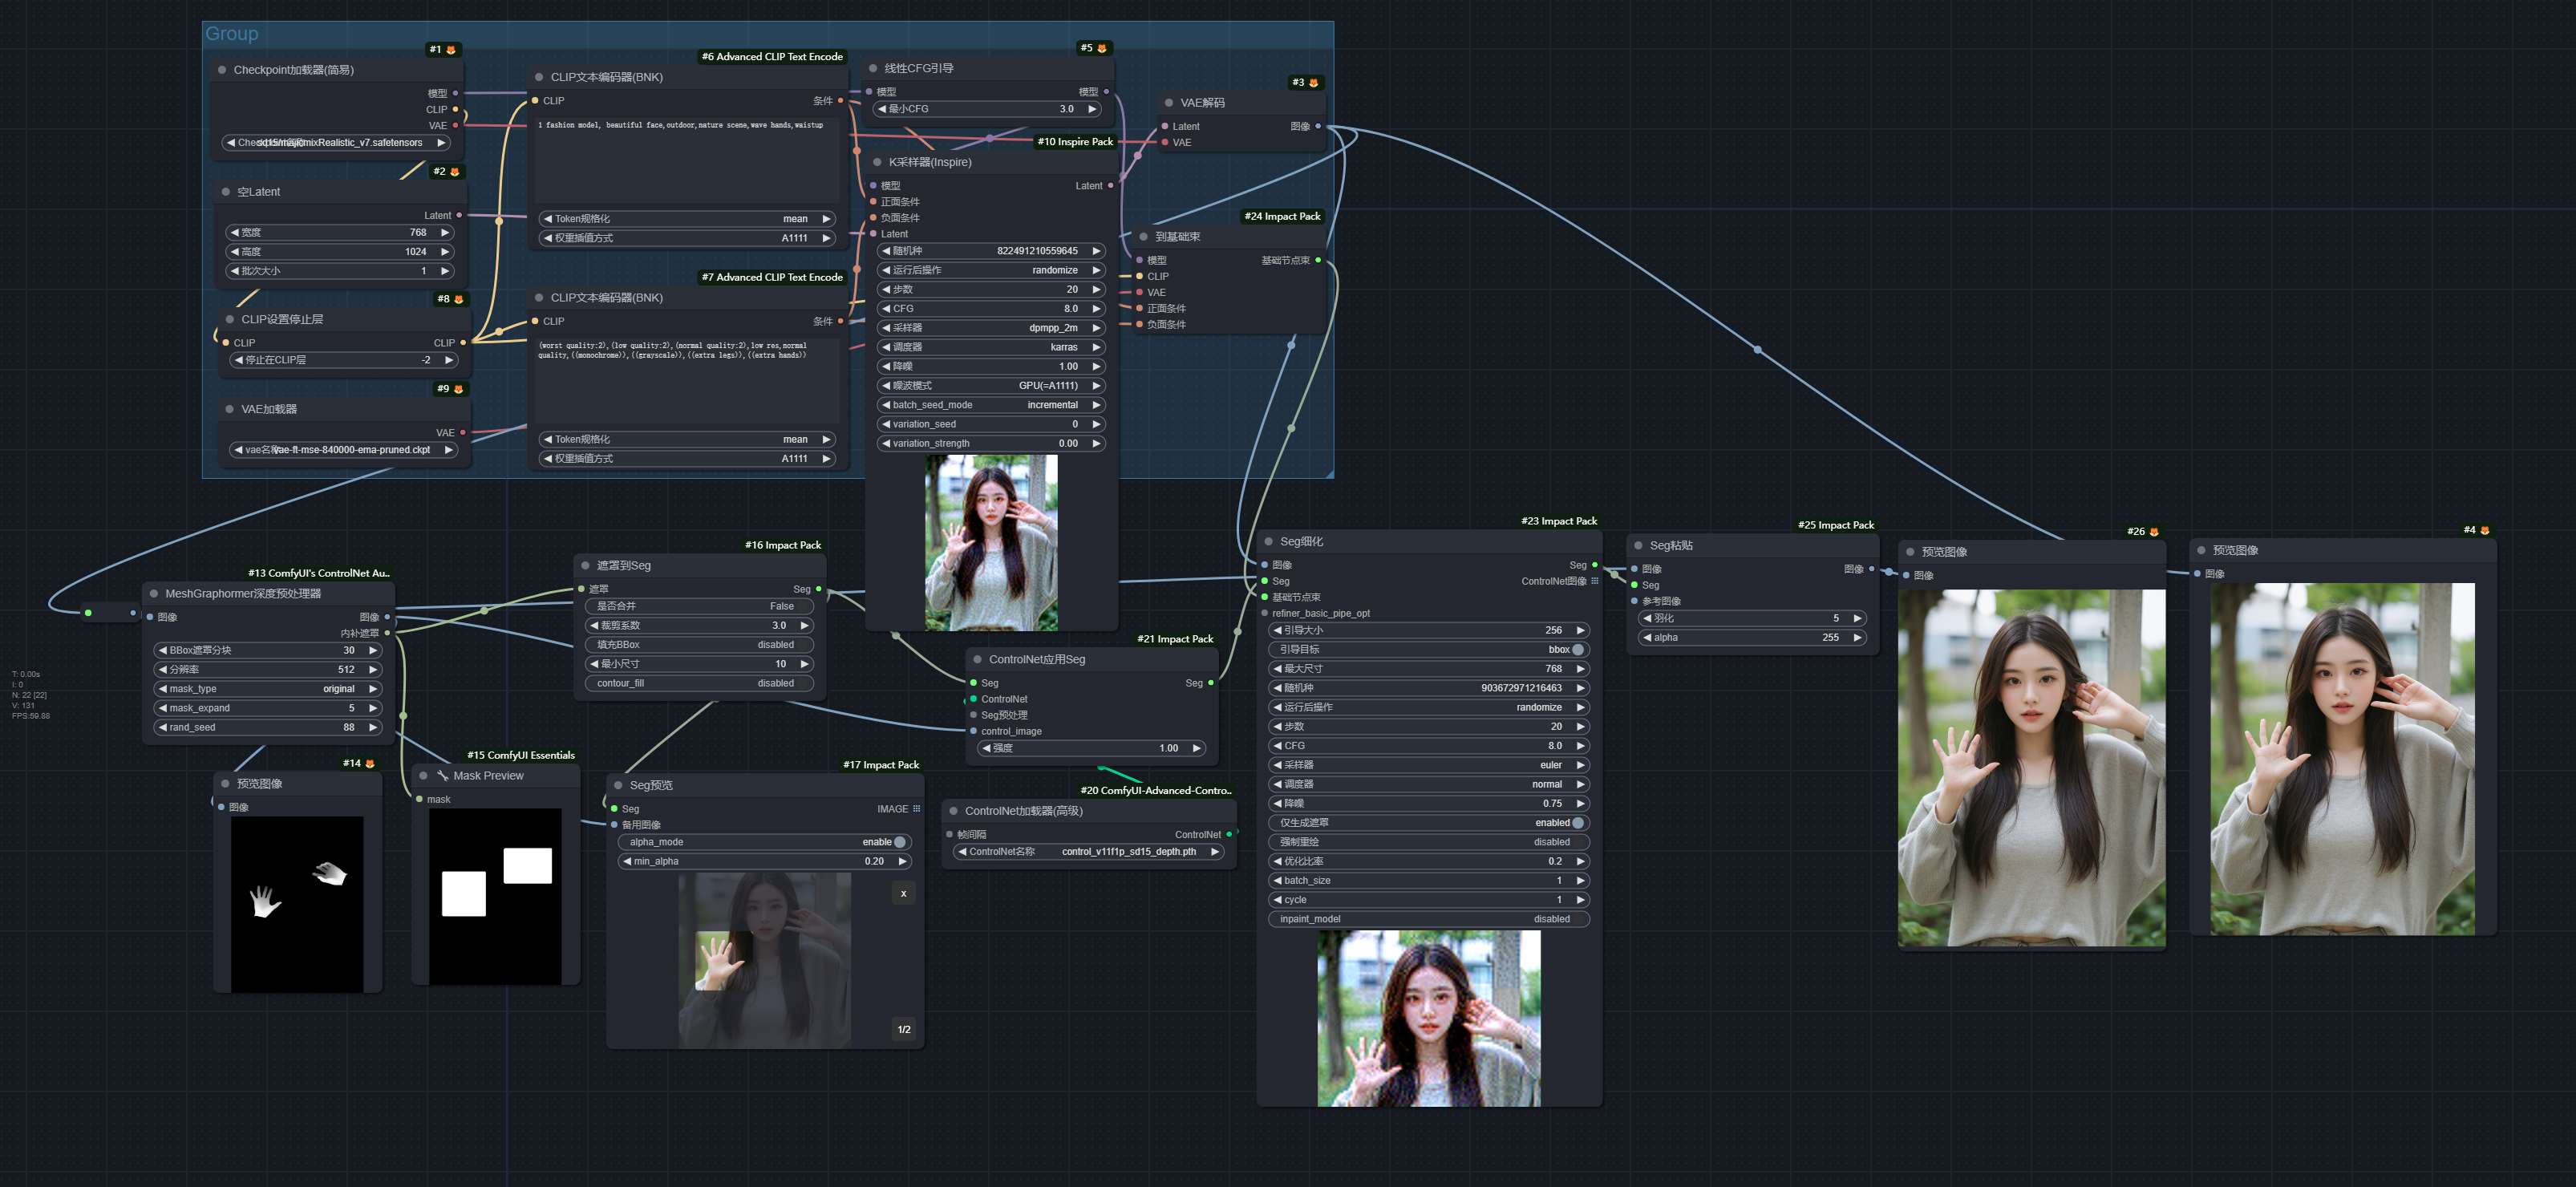 Group
#1
Checkpoint加载器(简易)
模型
CLIP
VAE
sd15/majicmixRealistic_v7.safetensors
#2
空Latent
Latent
宽度 768
高度 1024
批次大小 1
#8
CLIP设置停止层
CLIP CLIP
停止在CLIP层 -2
#9
VAE加载器
VAE
vae名称 vae-ft-mse-840000-ema-pruned.ckpt
#6 Advanced CLIP Text Encode
CLIP文本编码器(BNK)
CLIP 条件
1 fashion model, beautiful face,outdoor,nature scene,wave hands,waistup
Token规格化 mean
权重插值方式 A1111
#7 Advanced CLIP Text Encode
CLIP文本编码器(BNK)
CLIP 条件
(worst quality:2),(low quality:2),(normal quality:2),low res,normal
quality,((monochrome)),((grayscale)),((extra legs)),((extra hands))
Token规格化 mean
权重插值方式 A1111
#5
线性CFG引导
模型 模型
最小CFG 3.0
#10 Inspire Pack
K采样器(Inspire)
模型 Latent
正面条件
负面条件
Latent
随机种 822491210559645
运行后操作 randomize
步数 20
CFG 8.0
采样器 dpmpp_2m
调度器 karras
降噪 1.00
噪波模式 GPU(=A1111)
batch_seed_mode incremental
variation_seed 0
variation_strength 0.00
#3
VAE解码
Latent 图像
VAE
#24 Impact Pack
到基础束
模型 基础节点束
CLIP
VAE
正面条件
负面条件
#13 ComfyUI's ControlNet Au..
MeshGraphormer深度预处理器
图像 图像
内补遮罩
BBox遮罩分块 30
分辨率 512
mask_type original
mask_expand 5
rand_seed 88
T: 0.00s
I: 0
N: 22 [22]
V: 131
FPS:59.88
#14
预览图像
图像
#15 ComfyUI Essentials
Mask Preview
mask
#16 Impact Pack
遮罩到Seg
遮罩 Seg
是否合并 False
裁剪系数 3.0
填充BBox disabled
最小尺寸 10
contour_fill disabled
#17 Impact Pack
Seg预览
Seg IMAGE
备用图像
alpha_mode enable
min_alpha 0.20
x
1/2
#21 Impact Pack
ControlNet应用Seg
Seg Seg
ControlNet
Seg预处理
control_image
强度 1.00
#20 ComfyUI-Advanced-Contro..
ControlNet加载器(高级)
帧间隔 ControlNet
ControlNet名称 control_v11f1p_sd15_depth.pth
#23 Impact Pack
Seg细化
图像 Seg
Seg ControlNet图像
基础节点束
refiner_basic_pipe_opt
引导大小 256
引导目标 bbox
最大尺寸 768
随机种 903672971216463
运行后操作 randomize
步数 20
CFG 8.0
采样器 euler
调度器 normal
降噪 0.75
仅生成遮罩 enabled
强制重绘 disabled
优化比率 0.2
batch_size 1
cycle 1
inpaint_model disabled
#25 Impact Pack
Seg粘贴
图像 图像
Seg
参考图像
羽化 5
alpha 255
#26
预览图像
图像
#4
预览图像
图像